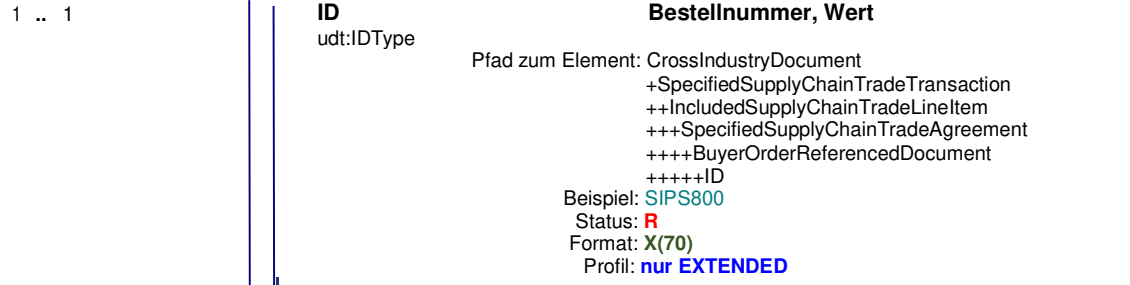 1 .. 1 ID Bestellnummer, Wert
udt:IDType
Pfad zum Element: CrossIndustryDocument
+SpecifiedSupplyChainTradeTransaction
++IncludedSupplyChainTradeLineItem
+++SpecifiedSupplyChainTradeAgreement
++++BuyerOrderReferencedDocument
+++++ID
Beispiel: SIPS800
Status: R
Format: X(70)
Profil: nur EXTENDED